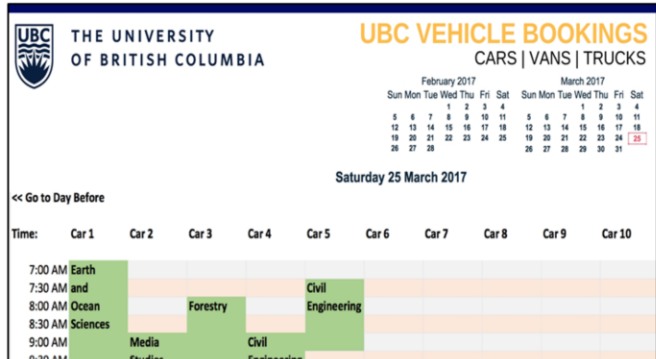 UBC
THE UNIVERSITY
OF BRITISH COLUMBIA
UBC VEHICLE BOOKINGS
CARS | VANS | TRUCKS
February 2017
Sun Mon Tue Wed Thu Fri Sat
1 2 3 4
5 6 7 8 9 10 11
12 13 14 15 16 17 18
19 20 21 22 23 24 25
26 27 28
March 2017
Sun Mon Tue Wed Thu Fri Sat
1 2 3 4
5 6 7 8 9 10 11
12 13 14 15 16 17 18
19 20 21 22 23 24 25
26 27 28 29 30 31
Saturday 25 March 2017
<< Go to Day Before
Time: Car 1 Car 2 Car 3 Car 4 Car 5 Car 6 Car 7 Car 8 Car 9 Car 10
7:00 AM Earth
7:30 AM and Civil
8:00 AM Ocean Forestry Engineering
8:30 AM Sciences
9:00 AM Media Civil
9:30 AM Studies Engineering